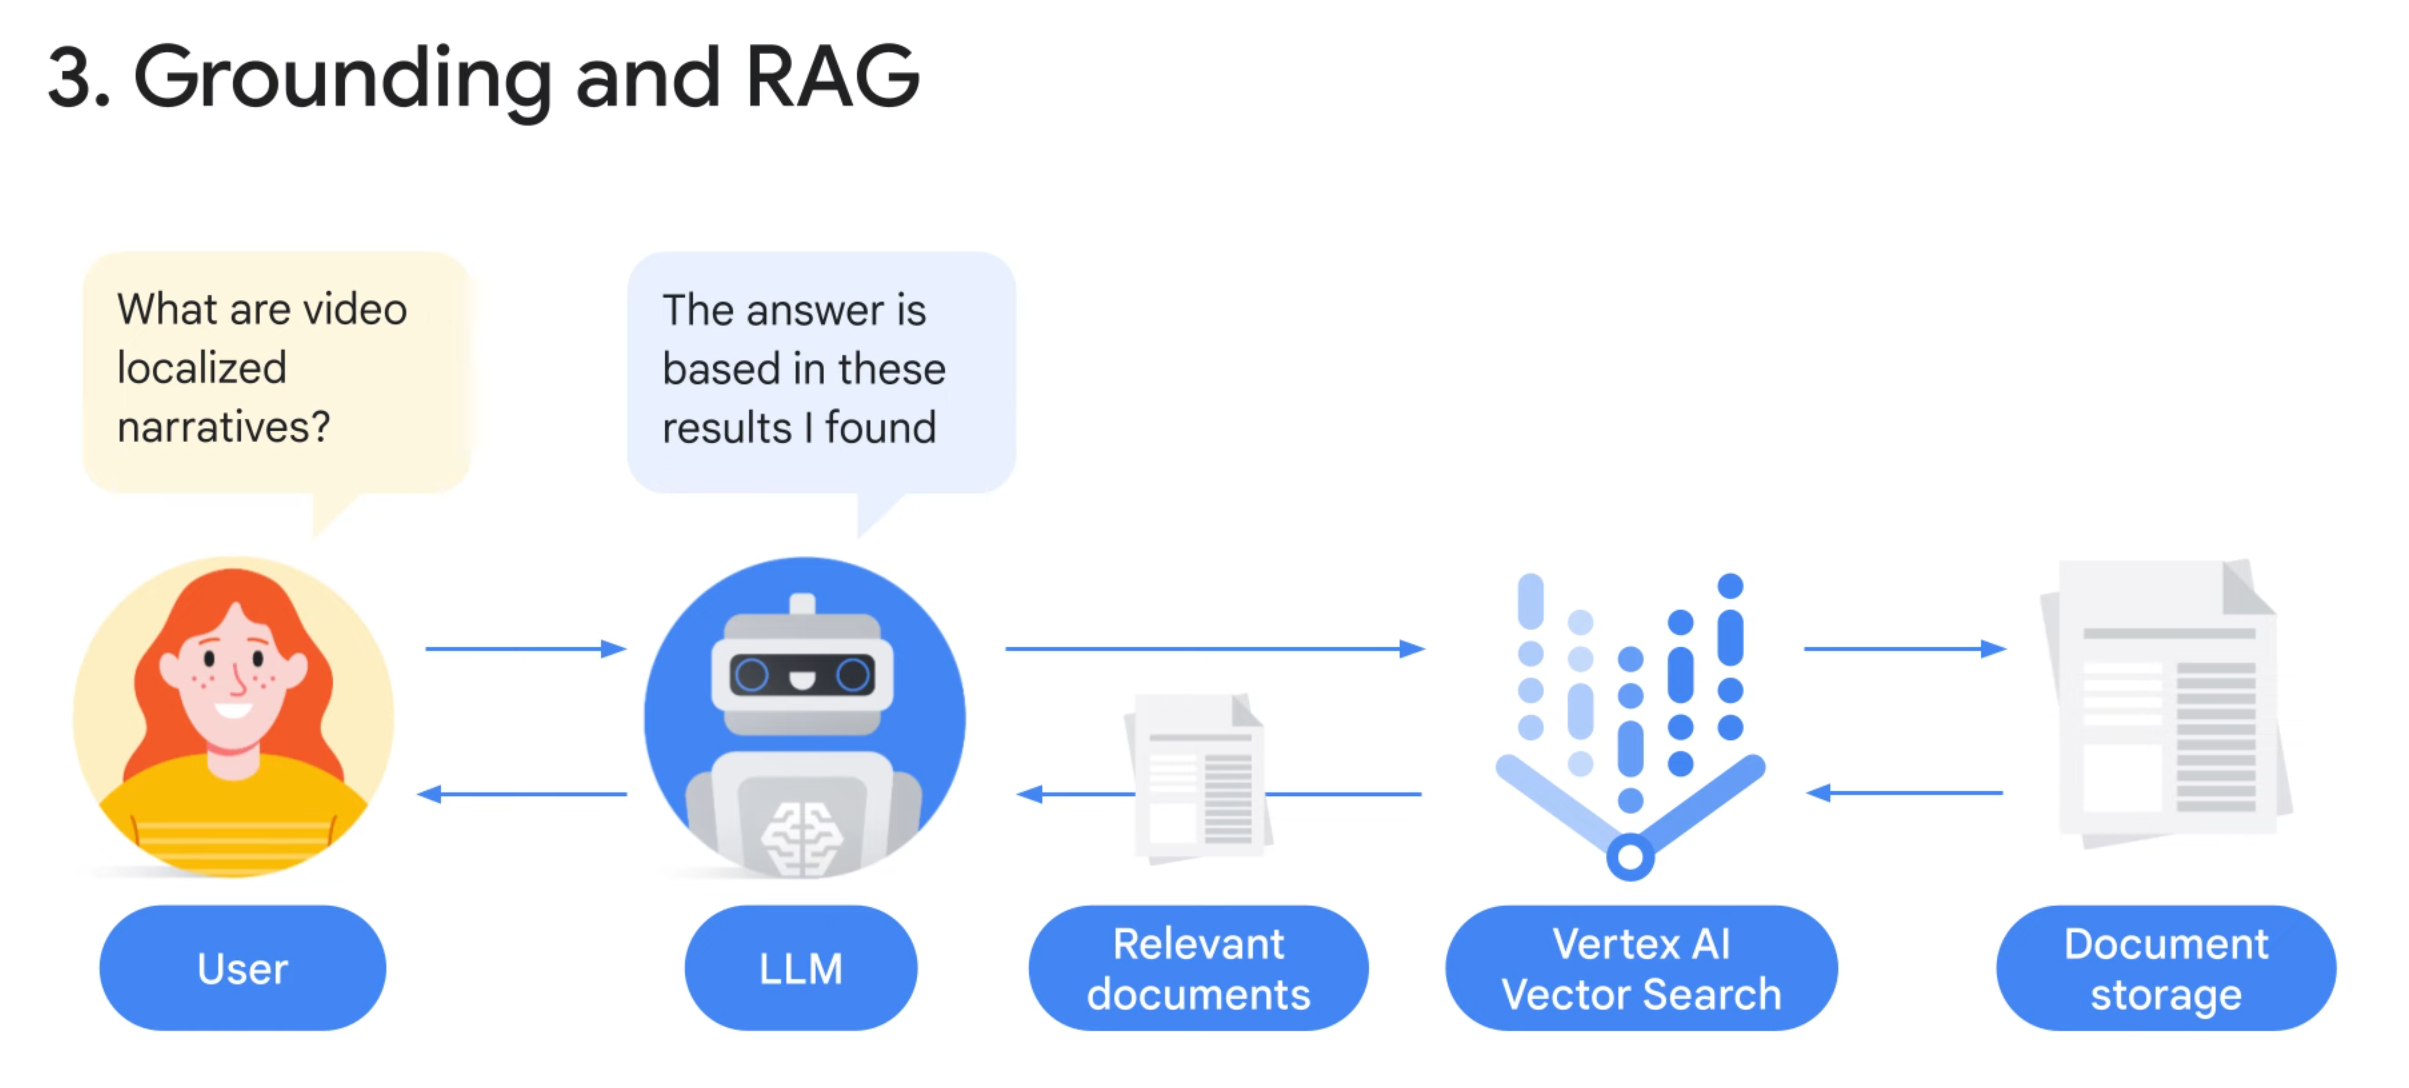 3. Grounding and RAG
What are video
localized
narratives?
The answer is
based in these
results I found
User
LLM
Relevant
documents
Vertex AI
Vector Search
Document
storage